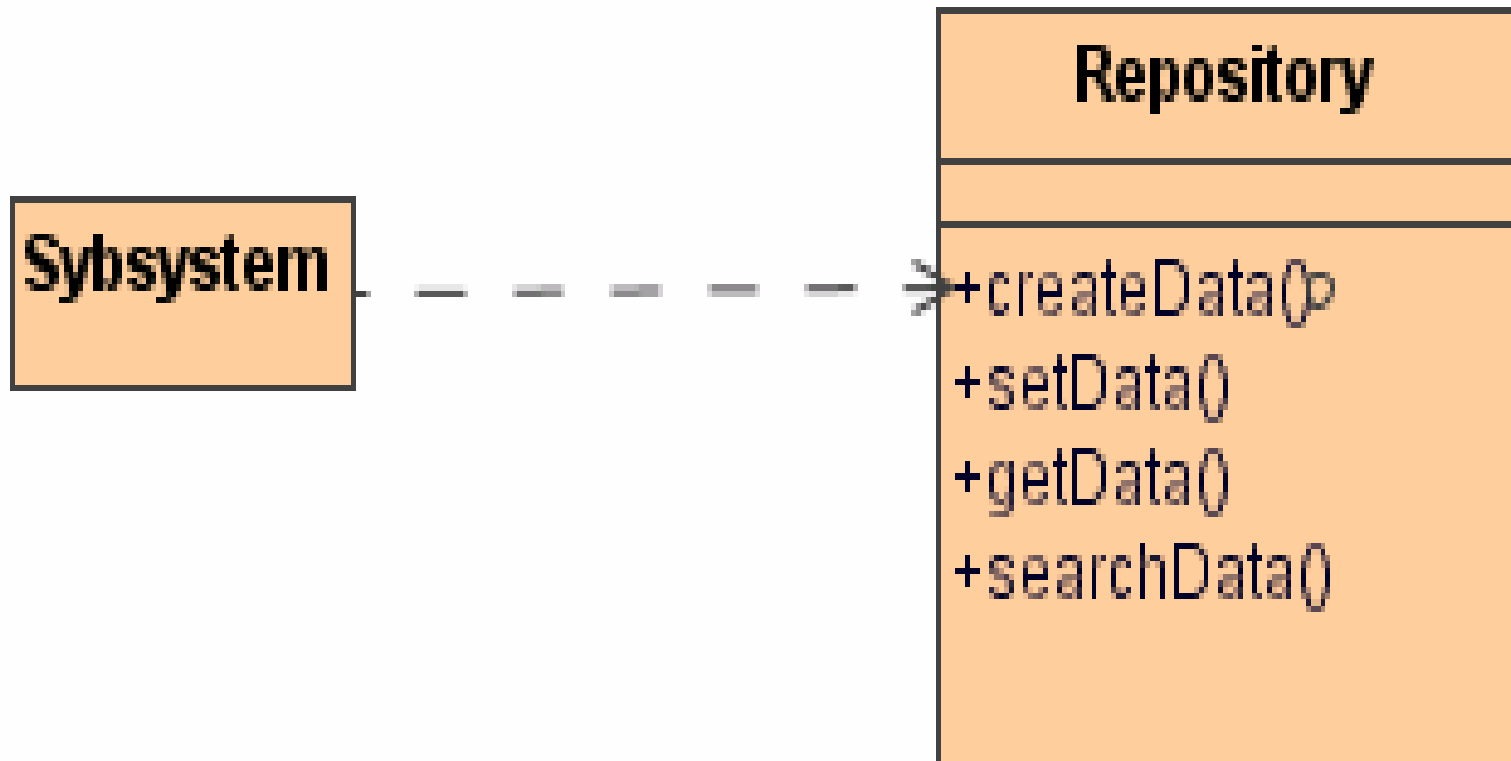 Repository
Sybsystem
+createData()
+setData()
+getData()
+searchData()